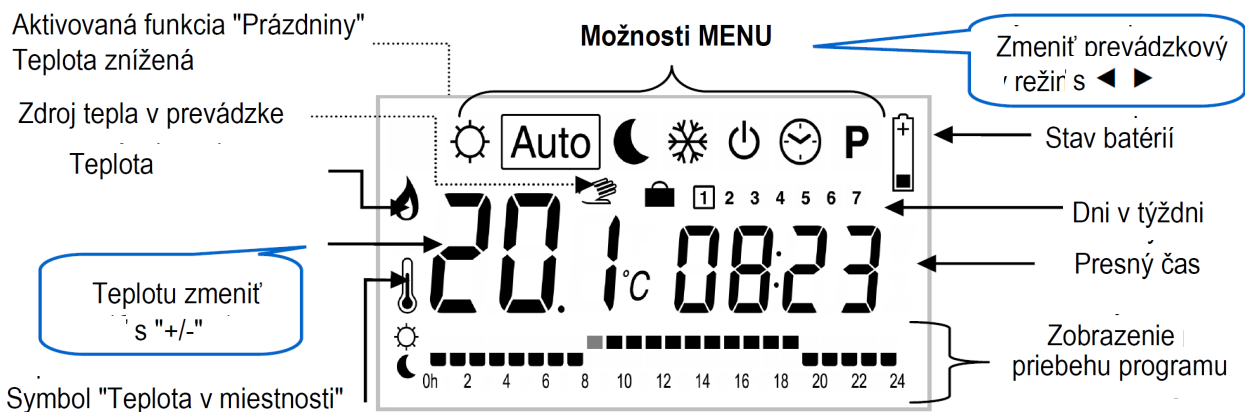 Aktivovaná funkcia "Prázdniny"
Teplota znížená
Možnosti MENU
Zmeniť prevádzkový
s ◄ ►
Zdroj tepla v prevádzke
Teplota
Auto
P
Stav batérií
1 2 3 4 5 6 7
Dni v týždni
20.1 °C 08:23
Presný čas
Teplotu zmeniť
s "+/-"
Zobrazenie
priebehu programu
0h 2 4 6 8 10 12 14 16 18 20 22 24
Symbol "Teplota v miestnosti"